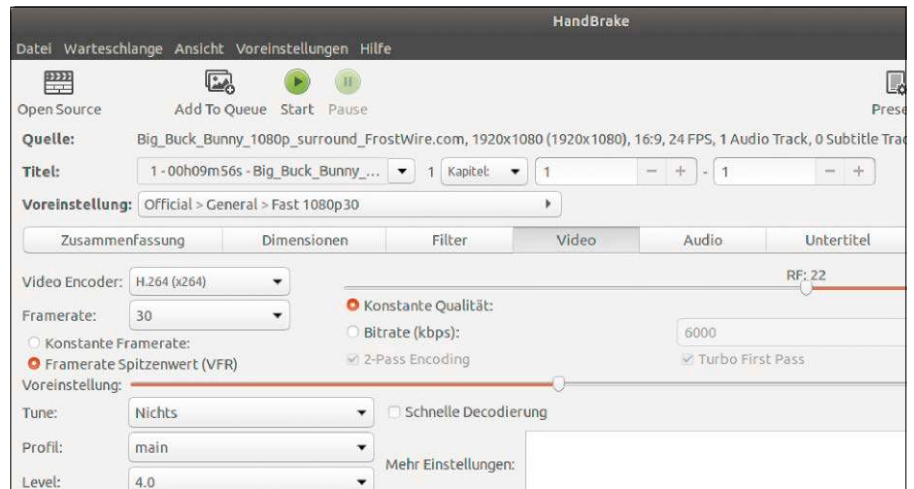 HandBrake
Datei Warteschlange Ansicht Voreinstellungen Hilfe
Open Source Add To Queue Start Pause Prese
Quelle: Big_Buck_Bunny_1080p_surround_FrostWire.com, 1920x1080 (1920x1080), 16:9, 24 FPS, 1 Audio Track, 0 Subtitle Trac
Titel: 1 - 00h09m56s - Big_Buck_Bunny_... 1 Kapitel: 1 - + - 1 - +
Voreinstellung: Official > General > Fast 1080p30
Zusammenfassung Dimensionen Filter Video Audio Untertitel
Video Encoder: H.264 (x264) RF: 22
Konstante Qualität:
Framerate: 30
Bitrate (kbps): 6000
Konstante Framerate:
2-Pass Encoding Turbo First Pass
Framerate Spitzenwert (VFR)
Voreinstellung:
Tune: Nichts Schnelle Decodierung
Profil: main
Mehr Einstellungen:
Level: 4.0